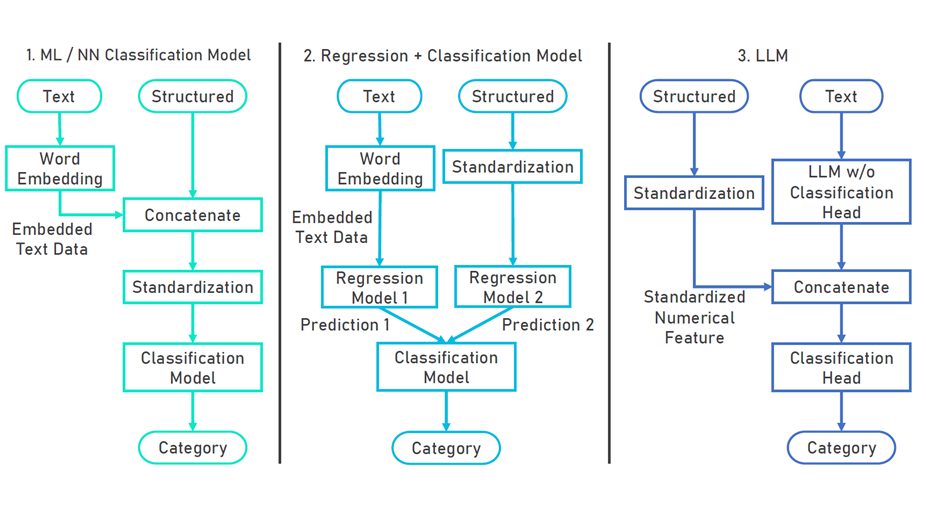 1. ML / NN Classification Model
Text
Structured
Word
Embedding
Concatenate
Embedded
Text Data
Standardization
Classification
Model
Category
2. Regression + Classification Model
Text
Structured
Word
Embedding
Standardization
Embedded
Text Data
Regression
Model 1
Regression
Model 2
Prediction 1
Prediction 2
Classification
Model
Category
3. LLM
Structured
Text
Standardization
LLM w/o
Classification
Head
Concatenate
Standardized
Numerical
Feature
Classification
Head
Category